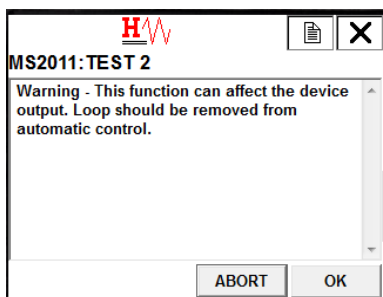 H
MS2011:TEST 2
Warning - This function can affect the device
output. Loop should be removed from
automatic control.
ABORT OK